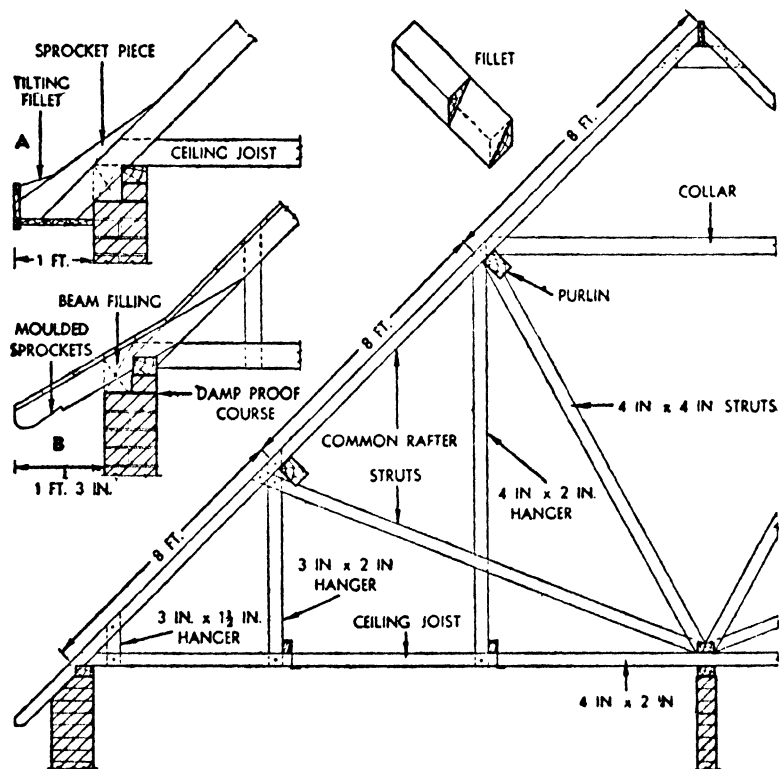 SPROCKET PIECE
TILTING
FILLET
A
CEILING JOIST
1 FT.
BEAM FILLING
MOULDED
SPROCKETS
DAMP PROOF
COURSE
B
1 FT. 3 IN.
FILLET
8 FT.
COLLAR
PURLIN
8 FT.
4 IN x 4 IN STRUTS
COMMON RAFTER
STRUTS
4 IN x 2 IN.
HANGER
8 FT.
3 IN x 2 IN
HANGER
3 IN. x 1½ IN.
HANGER
CEILING JOIST
4 IN x 2 IN